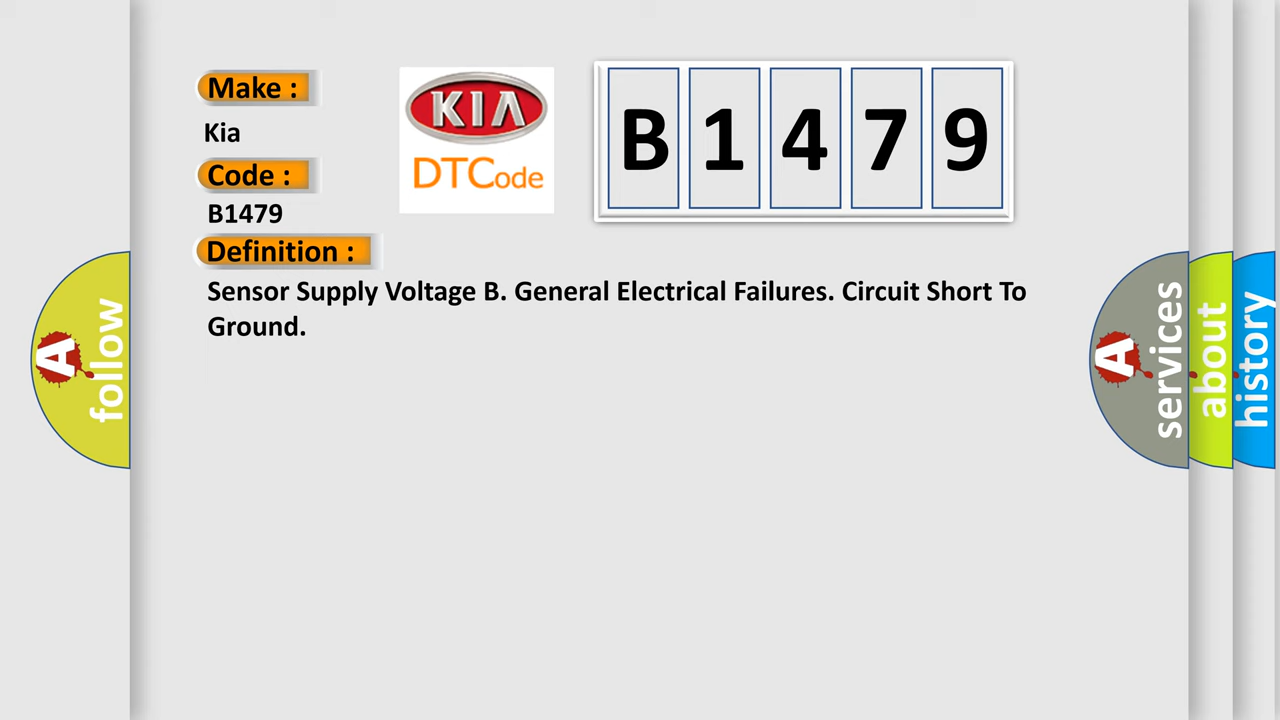 Make :
Kia
Code :
B1479
Definition :
Sensor Supply Voltage B. General Electrical Failures. Circuit Short To
Ground.
KIA
DTCode
B1479
A
follow
A
services
about
history